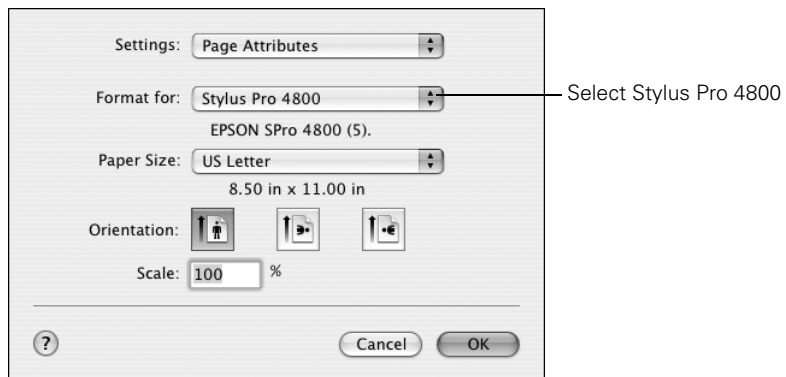 Settings: Page Attributes
Format for: Stylus Pro 4800
Select Stylus Pro 4800
EPSON SPro 4800 (5).
Paper Size: US Letter
8.50 in x 11.00 in
Orientation:
Scale: 100 %
? Cancel OK